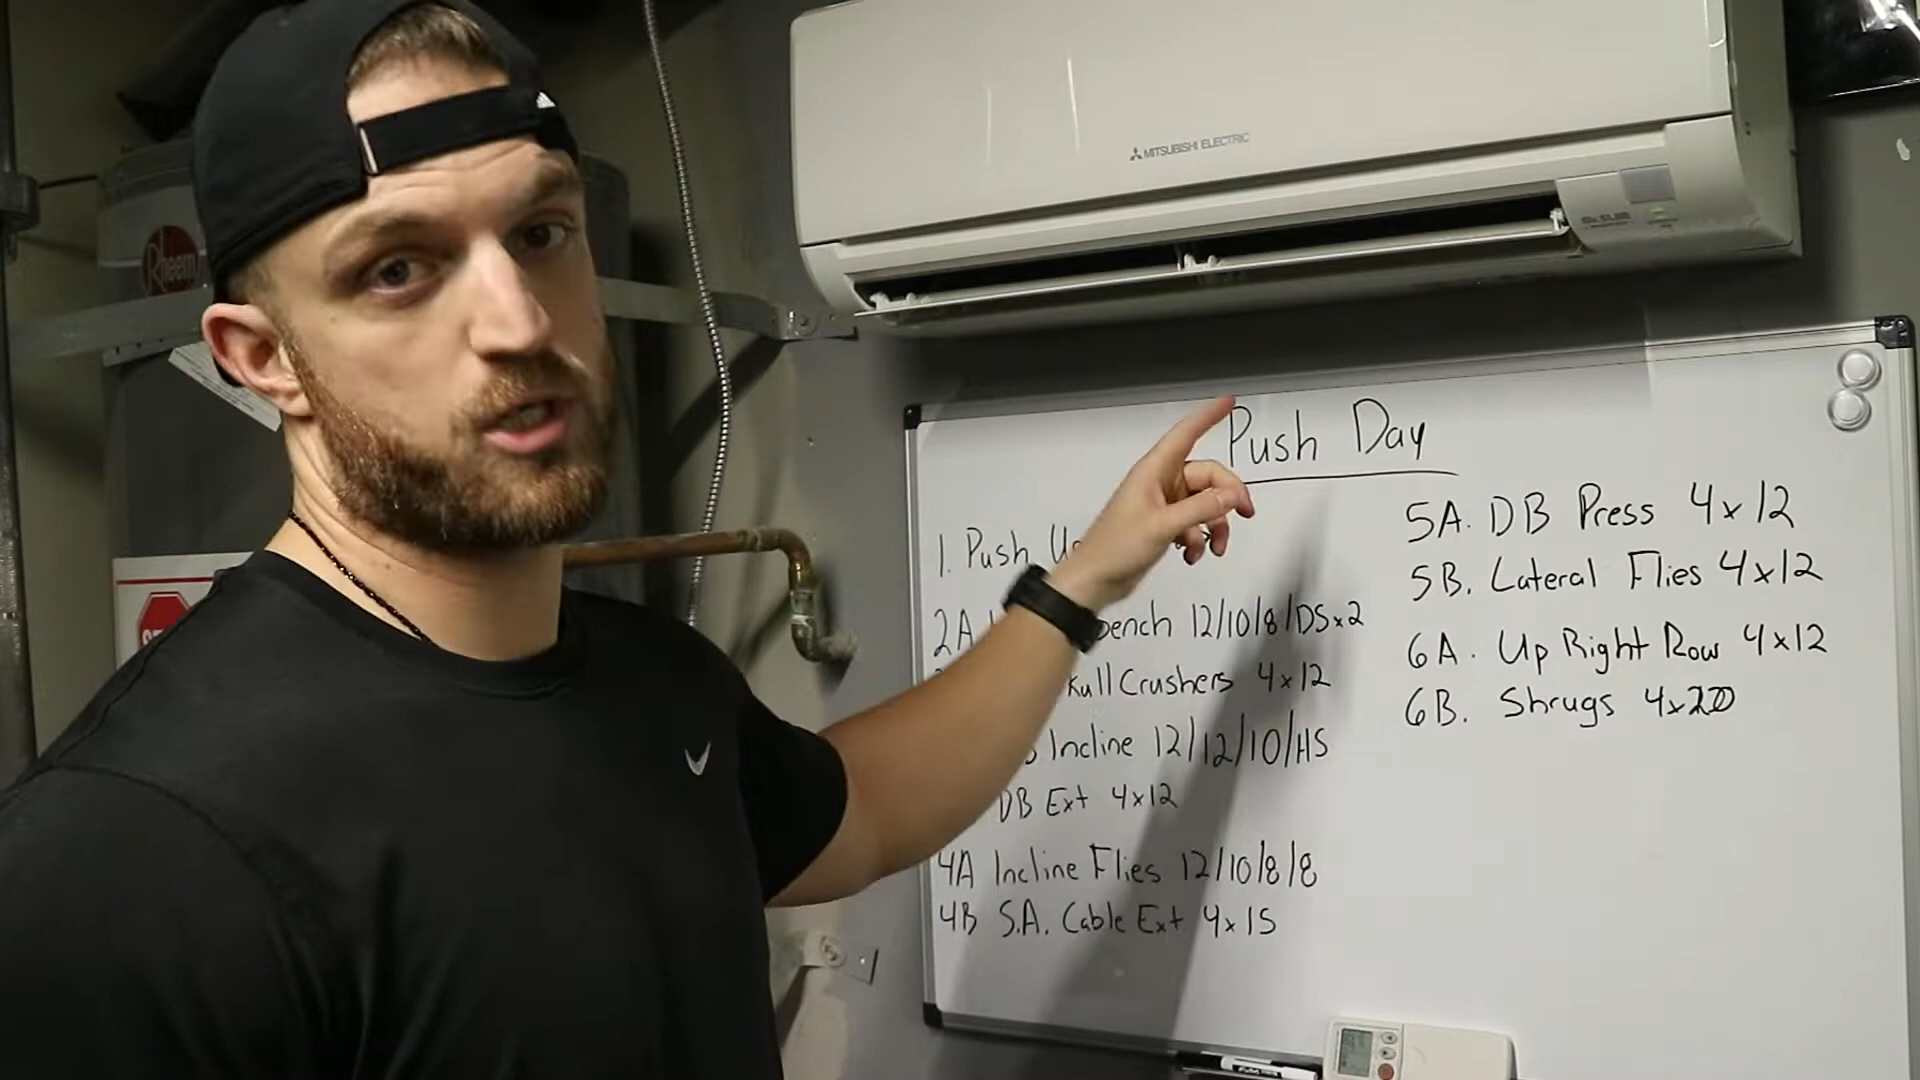 MITSUBISHI ELECTRIC
Rheem
Push Day
1. Push
2A bench 12/10/8/DSx2
kull Crushers 4x12
Incline 12/12/10/HS
DB Ext 4x12
4A Incline Flies 12/10/8/8
4B S.A. Cable Ext 4x15
5A. DB Press 4x12
5B. Lateral Flies 4x12
6A. Up Right Row 4x12
6B. Shrugs 4x20